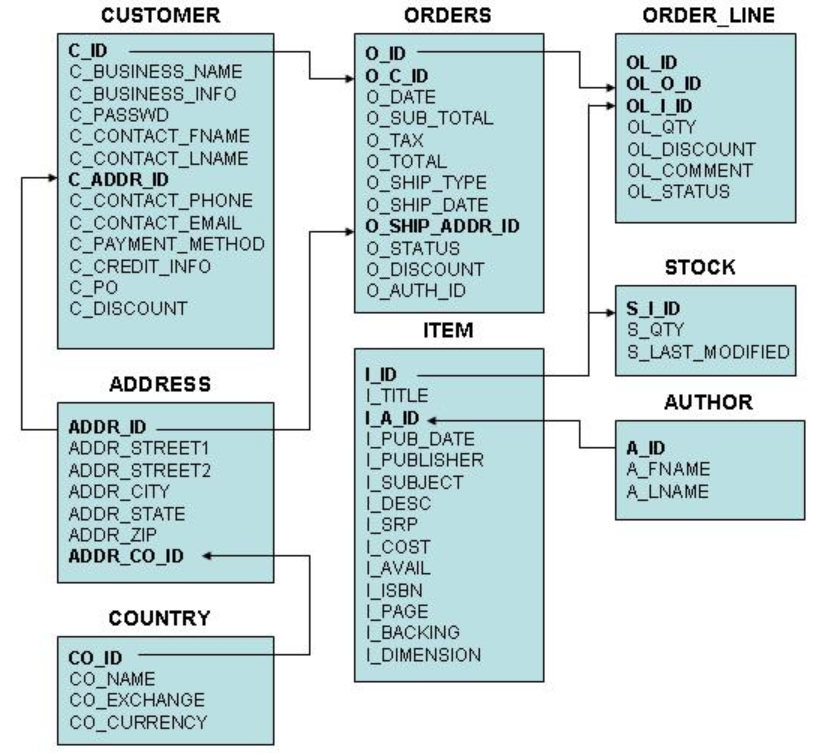 CUSTOMER
C_ID
C_BUSINESS_NAME
C_BUSINESS_INFO
C_PASSWD
C_CONTACT_FNAME
C_CONTACT_LNAME
C_ADDR_ID
C_CONTACT_PHONE
C_CONTACT_EMAIL
C_PAYMENT_METHOD
C_CREDIT_INFO
C_PO
C_DISCOUNT
ORDERS
O_ID
O_C_ID
O_DATE
O_SUB_TOTAL
O_TAX
O_TOTAL
O_SHIP_TYPE
O_SHIP_DATE
O_SHIP_ADDR_ID
O_STATUS
O_DISCOUNT
O_AUTH_ID
ORDER_LINE
OL_ID
OL_O_ID
OL_I_ID
OL_QTY
OL_DISCOUNT
OL_COMMENT
OL_STATUS
STOCK
S_I_ID
S_QTY
S_LAST_MODIFIED
ADDRESS
ADDR_ID
ADDR_STREET1
ADDR_STREET2
ADDR_CITY
ADDR_STATE
ADDR_ZIP
ADDR_CO_ID
ITEM
I_ID
I_TITLE
I_A_ID
I_PUB_DATE
I_PUBLISHER
I_SUBJECT
I_DESC
I_SRP
I_COST
I_AVAIL
I_ISBN
I_PAGE
I_BACKING
I_DIMENSION
AUTHOR
A_ID
A_FNAME
A_LNAME
COUNTRY
CO_ID
CO_NAME
CO_EXCHANGE
CO_CURRENCY